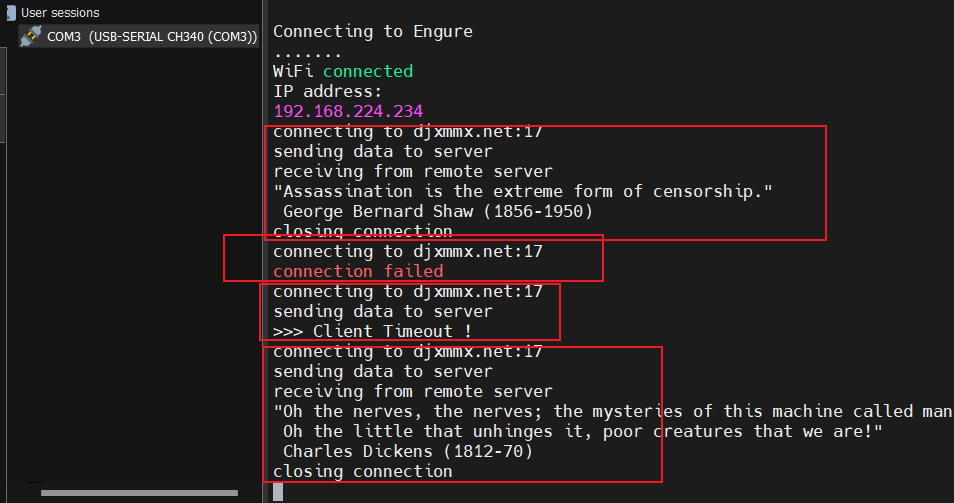 User sessions
COM3 (USB-SERIAL CH340 (COM3))
Connecting to Engure
.......
WiFi connected
IP address:
192.168.224.234
connecting to djxmmx.net:17
sending data to server
receiving from remote server
"Assassination is the extreme form of censorship."
George Bernard Shaw (1856-1950)
closing connection
connecting to djxmmx.net:17
connection failed
connecting to djxmmx.net:17
sending data to server
>>> Client Timeout !
connecting to djxmmx.net:17
sending data to server
receiving from remote server
"Oh the nerves, the nerves; the mysteries of this machine called man
Oh the little that unhinges it, poor creatures that we are!"
Charles Dickens (1812-70)
closing connection